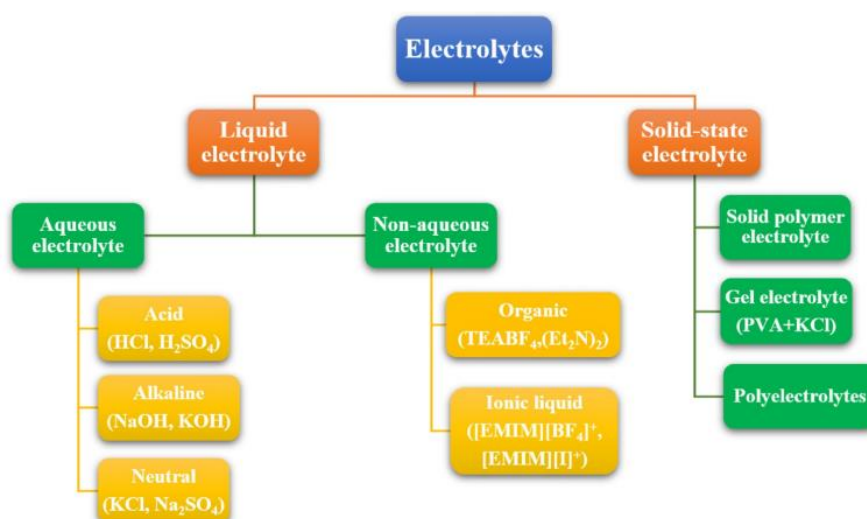 Electrolytes
Liquid
electrolyte
Solid-state
electrolyte
Aqueous
electrolyte
Non-aqueous
electrolyte
Acid
(HCl, H₂SO₄)
Alkaline
(NaOH, KOH)
Neutral
(KCl, Na₂SO₄)
Organic
(TEABF₄,(Et₂N)₂)
Ionic liquid
([EMIM][BF₄]⁺,
[EMIM][I]⁺)
Solid polymer
electrolyte
Gel electrolyte
(PVA+KCl)
Polyelectrolytes